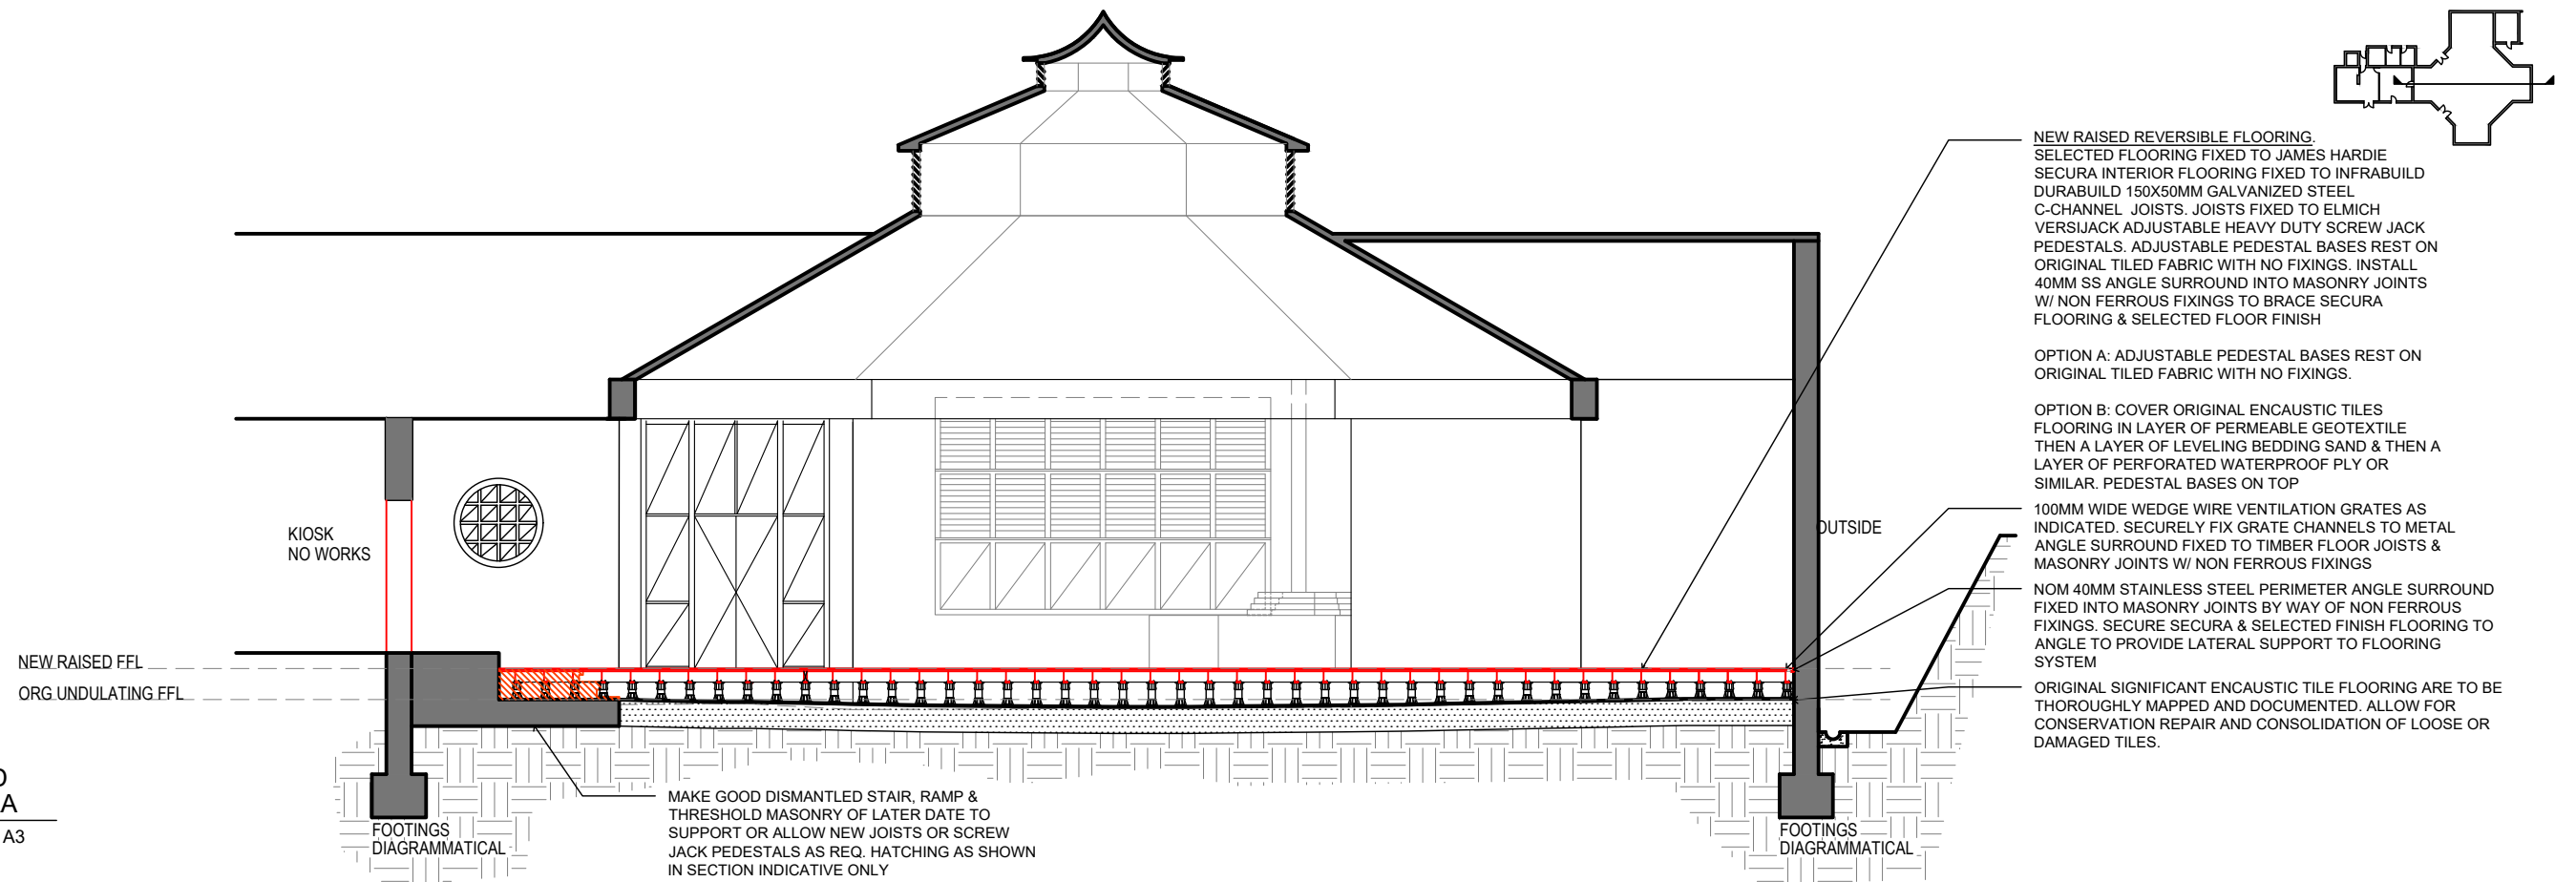 NEW RAISED REVERSIBLE FLOORING.
SELECTED FLOORING FIXED TO JAMES HARDIE
SECURA INTERIOR FLOORING FIXED TO INFRABUILD
DURABUILD 150X50MM GALVANIZED STEEL
C-CHANNEL JOISTS. JOISTS FIXED TO ELMICH
VERSIJACK ADJUSTABLE HEAVY DUTY SCREW JACK
PEDESTALS. ADJUSTABLE PEDESTAL BASES REST ON
ORIGINAL TILED FABRIC WITH NO FIXINGS. INSTALL
40MM SS ANGLE SURROUND INTO MASONRY JOINTS
W/ NON FERROUS FIXINGS TO BRACE SECURA
FLOORING & SELECTED FLOOR FINISH
OPTION A: ADJUSTABLE PEDESTAL BASES REST ON
ORIGINAL TILED FABRIC WITH NO FIXINGS.
OPTION B: COVER ORIGINAL ENCAUSTIC TILES
FLOORING IN LAYER OF PERMEABLE GEOTEXTILE
THEN A LAYER OF LEVELING BEDDING SAND & THEN A
LAYER OF PERFORATED WATERPROOF PLY OR
SIMILAR. PEDESTAL BASES ON TOP
100MM WIDE WEDGE WIRE VENTILATION GRATES AS
INDICATED. SECURELY FIX GRATE CHANNELS TO METAL
ANGLE SURROUND FIXED TO TIMBER FLOOR JOISTS &
MASONRY JOINTS W/ NON FERROUS FIXINGS
NOM 40MM STAINLESS STEEL PERIMETER ANGLE SURROUND
FIXED INTO MASONRY JOINTS BY WAY OF NON FERROUS
FIXINGS. SECURE SECURA & SELECTED FINISH FLOORING TO
ANGLE TO PROVIDE LATERAL SUPPORT TO FLOORING
SYSTEM
ORIGINAL SIGNIFICANT ENCAUSTIC TILE FLOORING ARE TO BE
THOROUGHLY MAPPED AND DOCUMENTED. ALLOW FOR
CONSERVATION REPAIR AND CONSOLIDATION OF LOOSE OR
DAMAGED TILES.
OUTSIDE
KIOSK
NO WORKS
NEW RAISED FFL
ORG UNDULATING FFL
A
A3
FOOTINGS
DIAGRAMMATICAL
MAKE GOOD DISMANTLED STAIR, RAMP &
THRESHOLD MASONRY OF LATER DATE TO
SUPPORT OR ALLOW NEW JOISTS OR SCREW
JACK PEDESTALS AS REQ. HATCHING AS SHOWN
IN SECTION INDICATIVE ONLY
FOOTINGS
DIAGRAMMATICAL